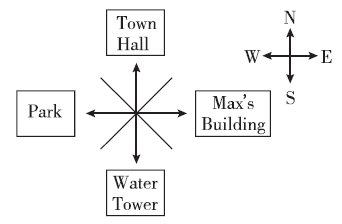 Town
Hall
N
W
E
S
Park
Max's
Building
Water
Tower